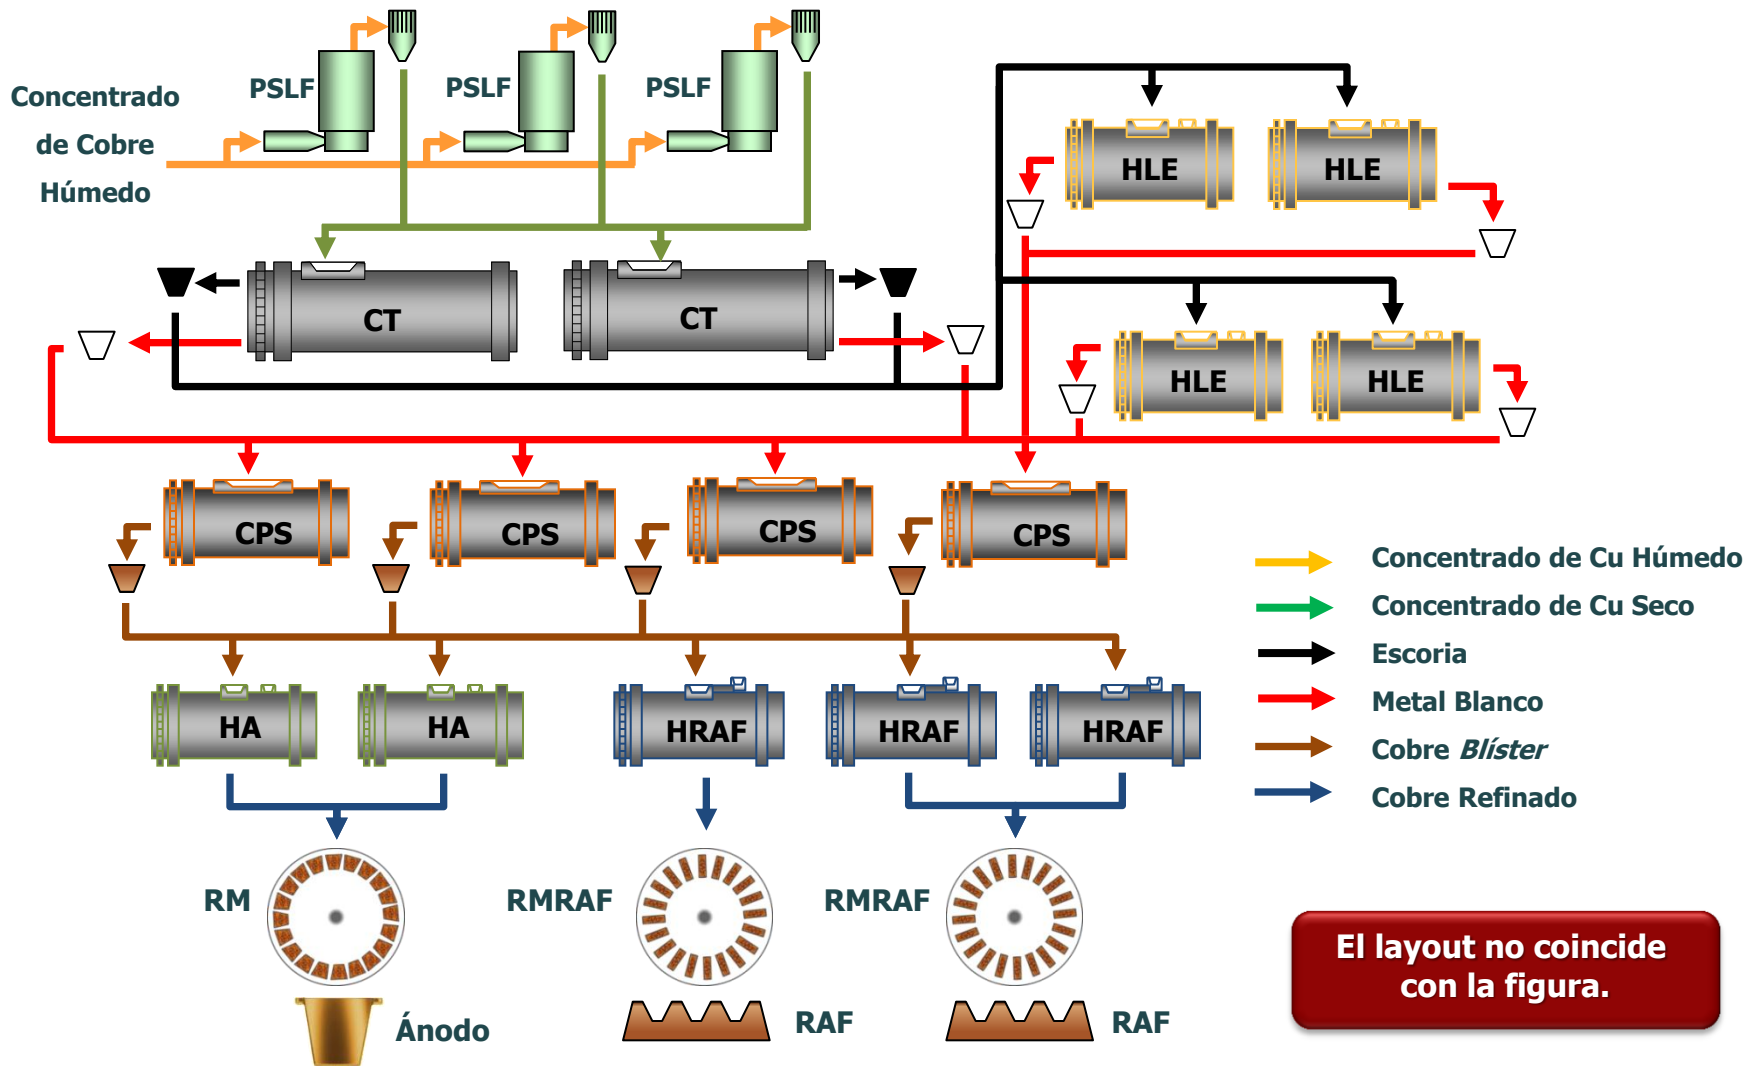 PSLF
PSLF
PSLF
Concentrado
de Cobre
Húmedo
HLE
HLE
CT
CT
HLE
HLE
CPS
CPS
CPS
CPS
Concentrado de Cu Húmedo
Concentrado de Cu Seco
Escoria
Metal Blanco
Cobre Blíster
Cobre Refinado
HA
HA
HRAF
HRAF
HRAF
RM
RMRAF
RMRAF
El layout no coincide
con la figura.
Ánodo
RAF
RAF